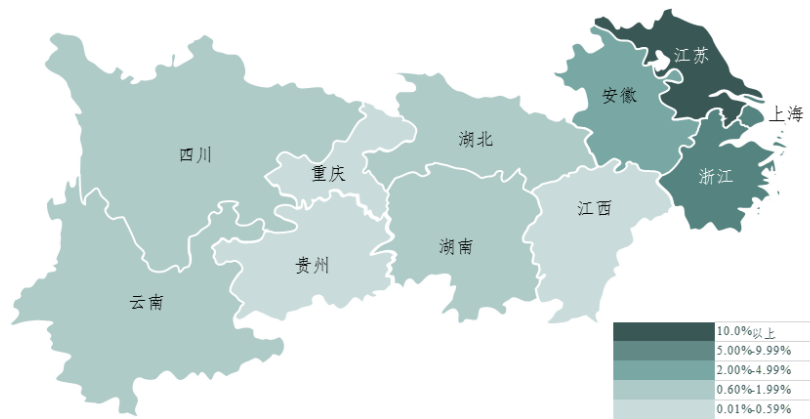 江苏
安徽
上海
湖北
四川
重庆
浙江
江西
湖南
贵州
云南
10.0%以上
5.00%-9.99%
2.00%-4.99%
0.60%-1.99%
0.01%-0.59%